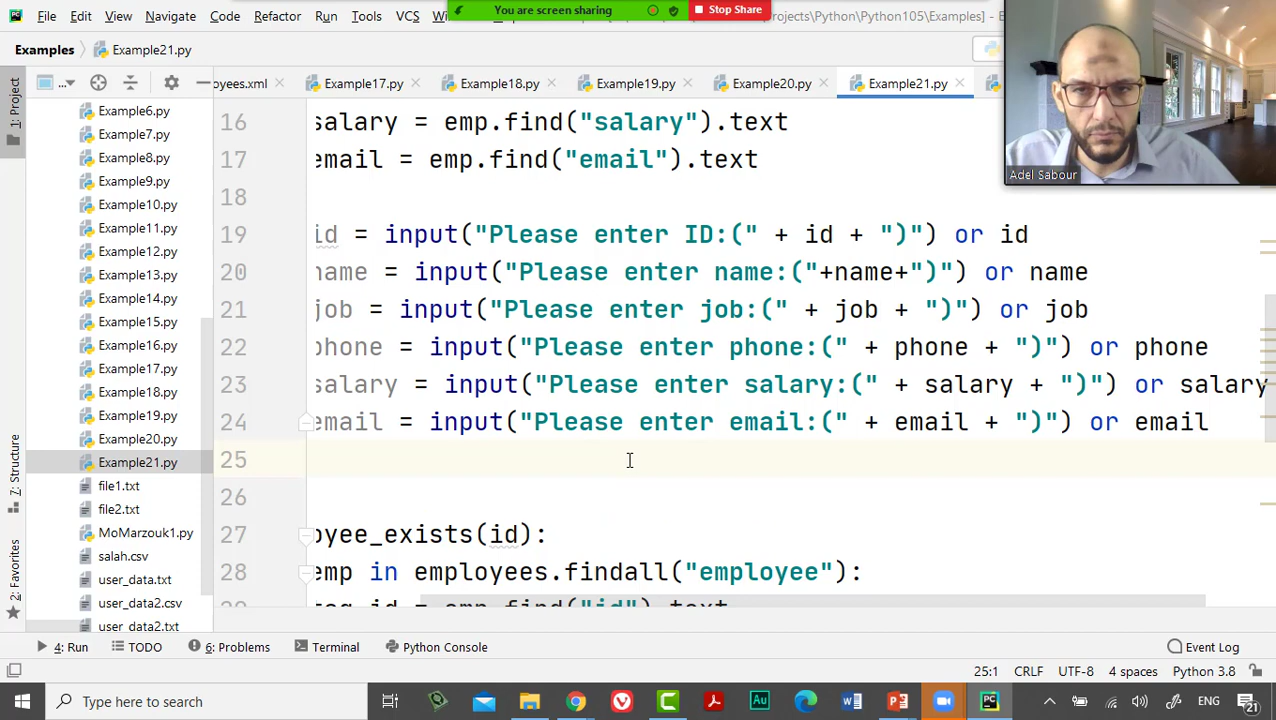 File Edit View Navigate Code Refactor Run Tools VCS
You are screen sharing
Stop Share
rojects\Python\Python105\Examples] -
Examples
Example21.py
oyees.xml
Example17.py
Example18.py
Example19.py
Example20.py
Example21.py
1: Project
7: Structure
2: Favorites
Example6.py
Example7.py
Example8.py
Example9.py
Example10.py
Example11.py
Example12.py
Example13.py
Example14.py
Example15.py
Example16.py
Example17.py
Example18.py
Example19.py
Example20.py
Example21.py
file1.txt
file2.txt
MoMarzouk1.py
salah.csv
user_data.txt
user_data2.csv
user_data2.txt
16 salary = emp.find("salary").text
17 email = emp.find("email").text
18
19 id = input("Please enter ID:(" + id + ")") or id
20 name = input("Please enter name:("+name+")") or name
21 job = input("Please enter job:(" + job + ")") or job
22 phone = input("Please enter phone:(" + phone + ")") or phone
23 salary = input("Please enter salary:(" + salary + ")") or salary
24 email = input("Please enter email:(" + email + ")") or email
25
26
27 oyee_exists(id):
28 emp in employees.findall("employee"):
Adel Sabour
4: Run
TODO
6: Problems
Terminal
Python Console
Event Log
25:1 CRLF UTF-8 4 spaces Python 3.8
Type here to search
ENG
21